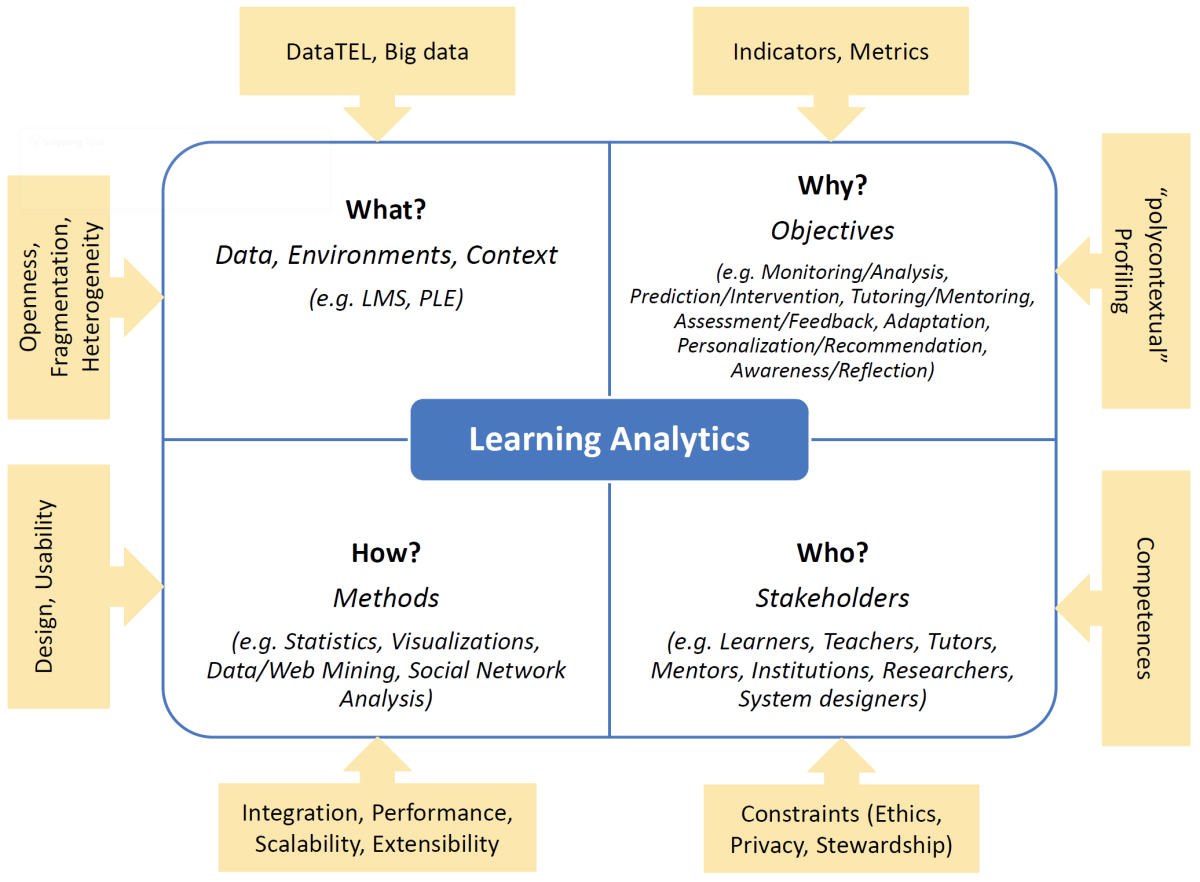 DataTEL, Big data
Indicators, Metrics
Openness,
Fragmentation,
Heterogeneity
What?
Data, Environments, Context
(e.g. LMS, PLE)
Why?
Objectives
(e.g. Monitoring/Analysis,
Prediction/Intervention, Tutoring/Mentoring,
Assessment/Feedback, Adaptation,
Personalization/Recommendation,
Awareness/Reflection)
“polycontextual”
Profiling
Learning Analytics
Design, Usability
How?
Methods
(e.g. Statistics, Visualizations,
Data/Web Mining, Social Network
Analysis)
Who?
Stakeholders
(e.g. Learners, Teachers, Tutors,
Mentors, Institutions, Researchers,
System designers)
Competences
Integration, Performance,
Scalability, Extensibility
Constraints (Ethics,
Privacy, Stewardship)